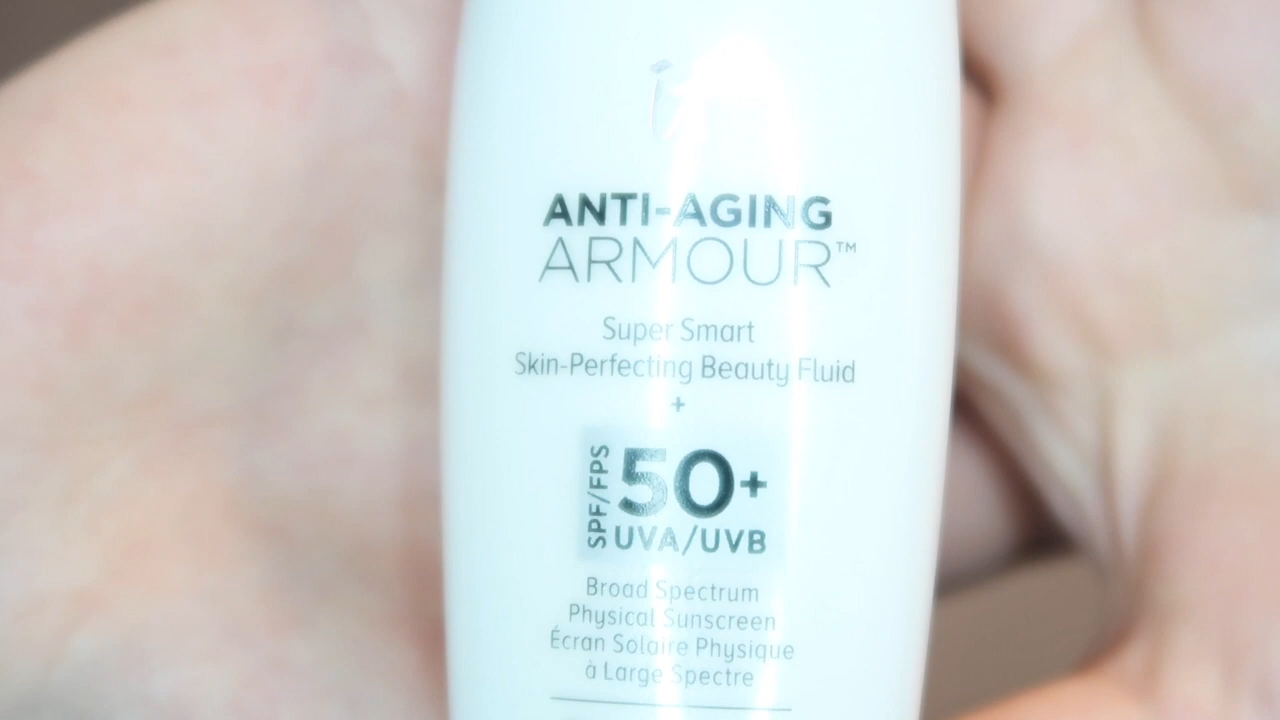 ANTI-AGING
ARMOUR™
Super Smart
Skin-Perfecting Beauty Fluid
+
SPF/FPS
50+
UVA/UVB
Broad Spectrum
Physical Sunscreen
Écran Solaire Physique
à Large Spectre